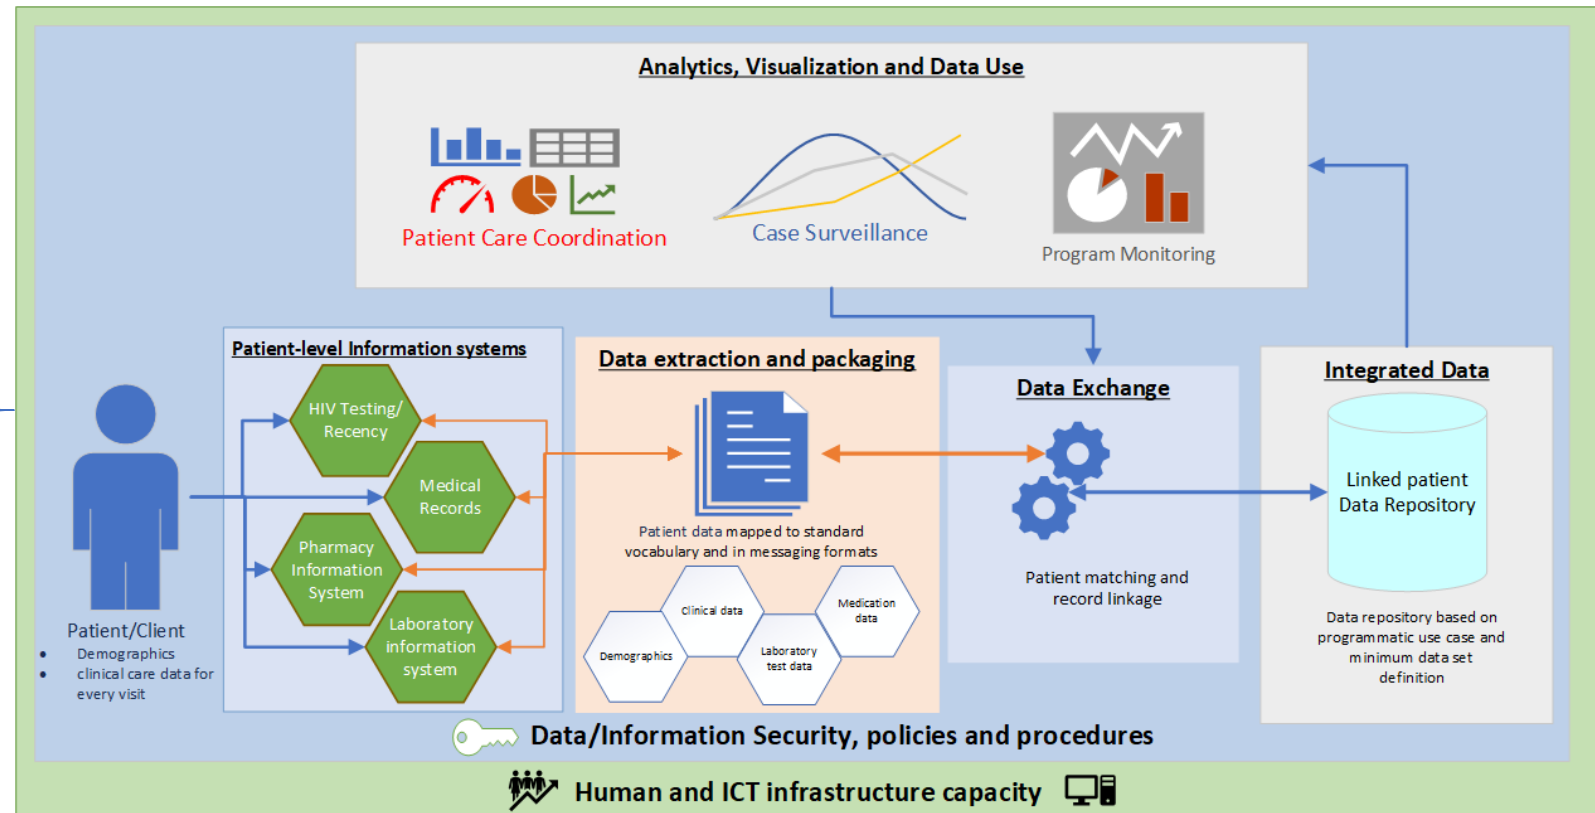 Analytics, Visualization and Data Use
Patient Care Coordination
Case Surveillance
Program Monitoring
Patient-level Information systems
HIV Testing/
Recency
Medical
Records
Pharmacy
Information
System
Laboratory
information
system
Patient/Client
• Demographics
• clinical care data for
every visit
Data extraction and packaging
Patient data mapped to standard
vocabulary and in messaging formats
Demographics
Clinical data
Laboratory
test data
Medication
data
Data Exchange
Patient matching and
record linkage
Integrated Data
Linked patient
Data Repository
Data repository based on
programmatic use case and
minimum data set
definition
Data/Information Security, policies and procedures
Human and ICT infrastructure capacity